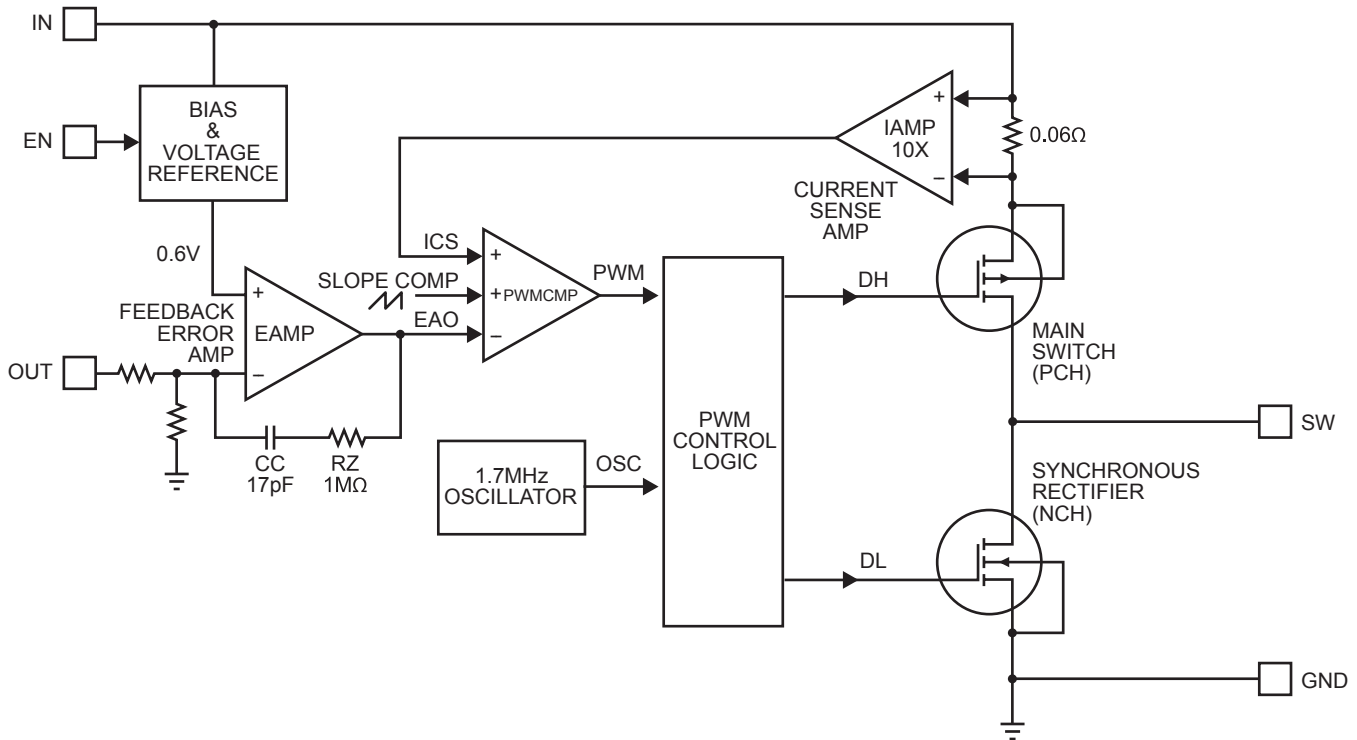 IN
BIAS
&
VOLTAGE
REFERENCE
EN
0.6V
FEEDBACK
ERROR
AMP
+
EAMP
–
OUT
CC
17pF
RZ
1MΩ
ICS
SLOPE COMP
EAO
+
+
PWMCMP
–
PWM
1.7MHz
OSCILLATOR
OSC
PWM
CONTROL
LOGIC
+
IAMP
10X
–
CURRENT
SENSE
AMP
0.06Ω
DH
MAIN
SWITCH
(PCH)
SW
SYNCHRONOUS
RECTIFIER
(NCH)
DL
GND